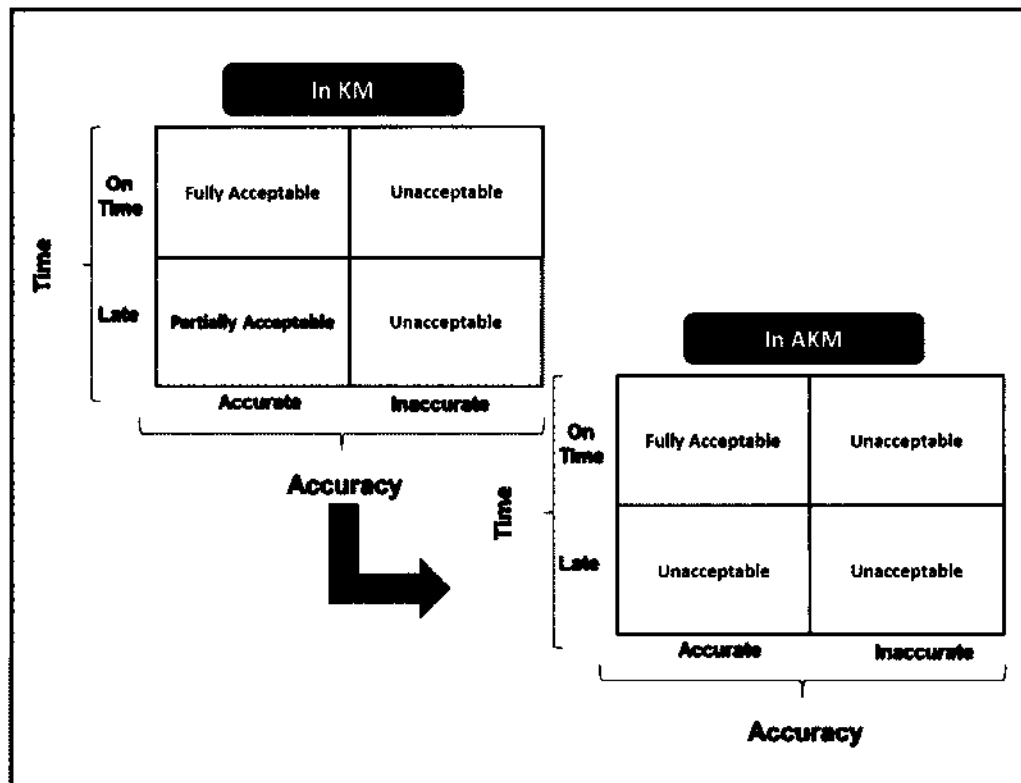 In KM
On
Time
Fully Acceptable
Unacceptable
Time
Late
Partially Acceptable
Unacceptable
Accurate
Inaccurate
Accuracy
In AKM
On
Time
Fully Acceptable
Unacceptable
Time
Late
Unacceptable
Unacceptable
Accurate
Inaccurate
Accuracy